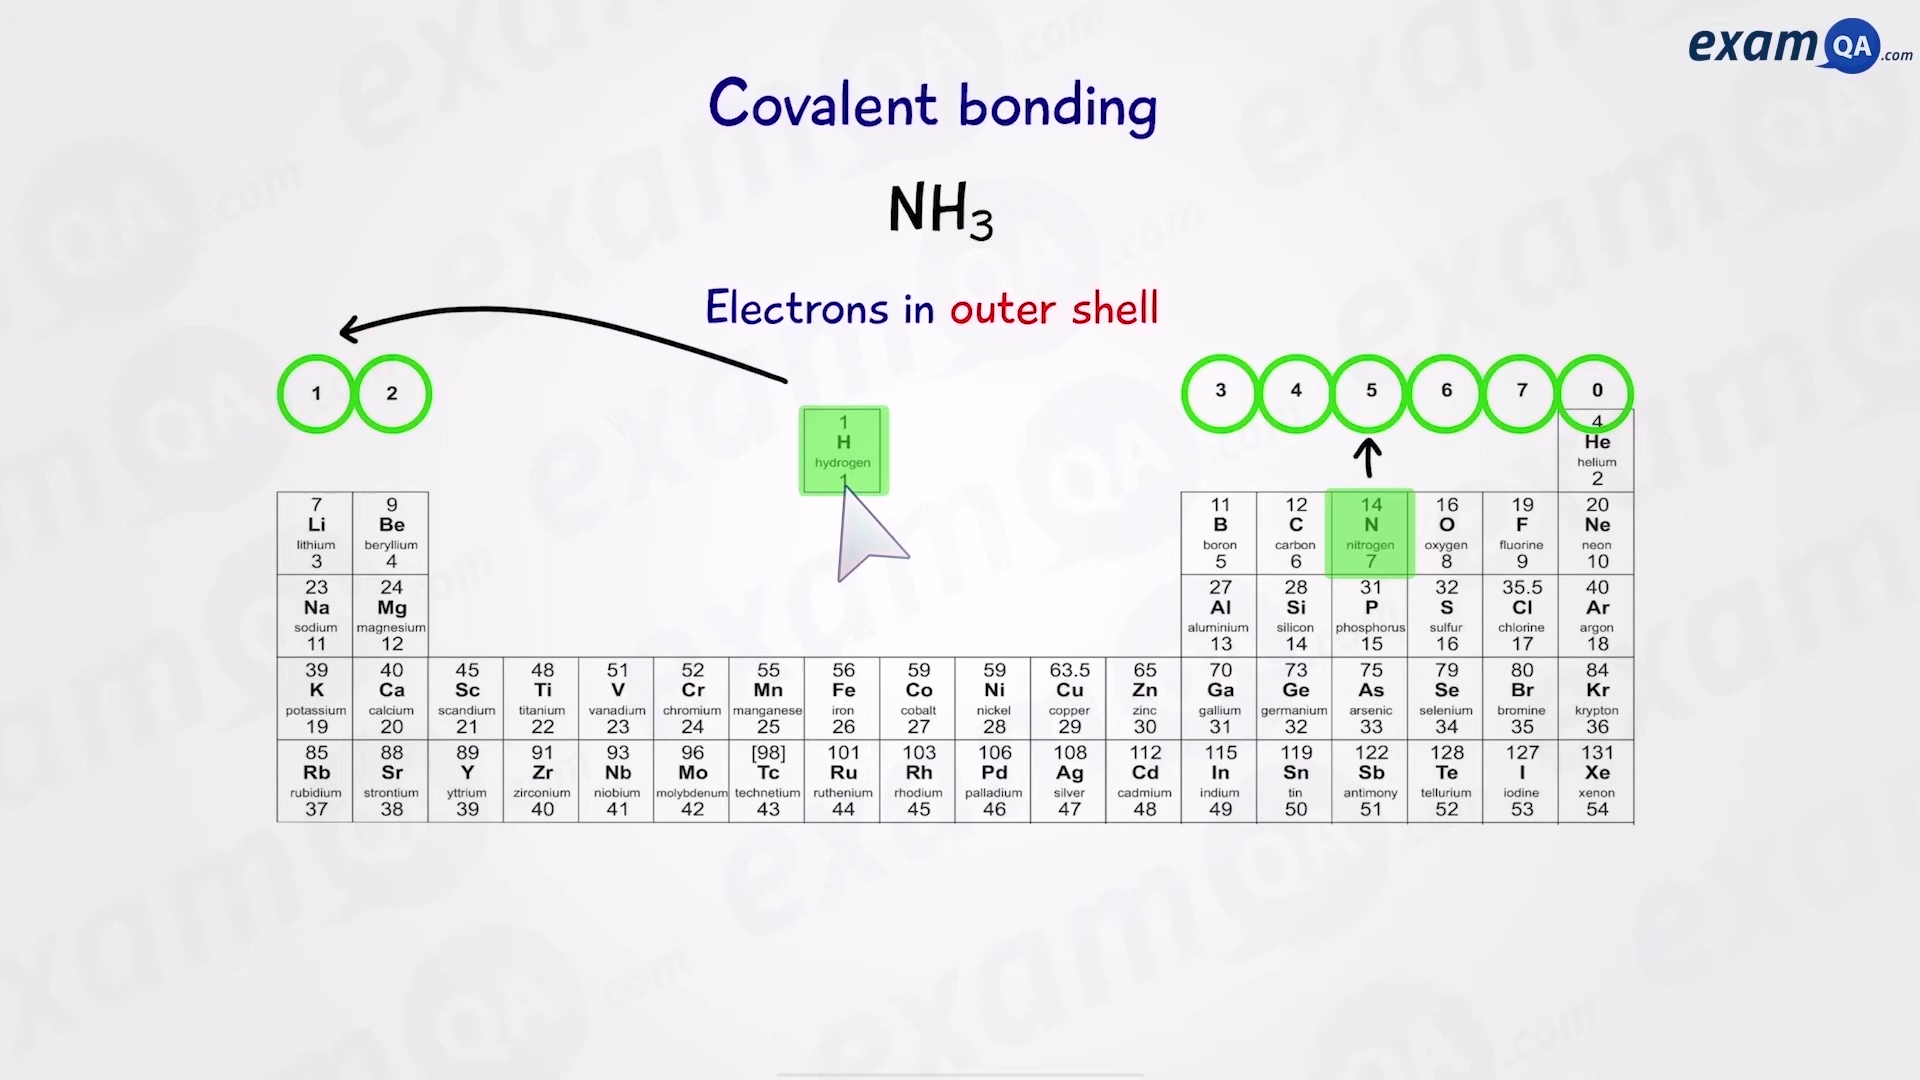 exam QA .com
Covalent bonding
NH₃
Electrons in outer shell
1 2 3 4 5 6 7 0
1 4
H He
hydrogen helium
1 2
7 9 11 12 14 16 19 20
Li Be B C N O F Ne
lithium beryllium boron carbon nitrogen oxygen fluorine neon
3 4 5 6 7 8 9 10
23 24 27 28 31 32 35.5 40
Na Mg Al Si P S Cl Ar
sodium magnesium aluminium silicon phosphorus sulfur chlorine argon
11 12 13 14 15 16 17 18
39 40 45 48 51 52 55 56 59 59 63.5 65 70 73 75 79 80 84
K Ca Sc Ti V Cr Mn Fe Co Ni Cu Zn Ga Ge As Se Br Kr
potassium calcium scandium titanium vanadium chromium manganese iron cobalt nickel copper zinc gallium germanium arsenic selenium bromine krypton
19 20 21 22 23 24 25 26 27 28 29 30 31 32 33 34 35 36
85 88 89 91 93 96 [98] 101 103 106 108 112 115 119 122 128 127 131
Rb Sr Y Zr Nb Mo Tc Ru Rh Pd Ag Cd In Sn Sb Te I Xe
rubidium strontium yttrium zirconium niobium molybdenum technetium ruthenium rhodium palladium silver cadmium indium tin antimony tellurium iodine xenon
37 38 39 40 41 42 43 44 45 46 47 48 49 50 51 52 53 54